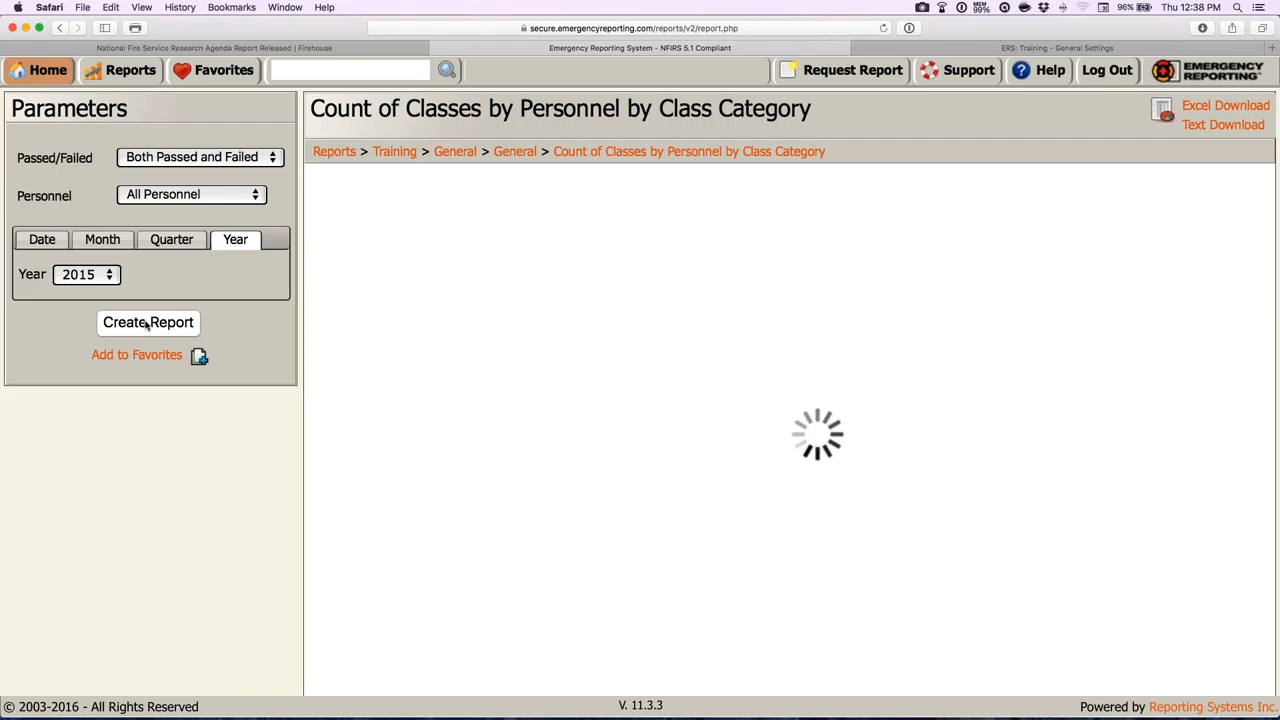 Safari File Edit View History Bookmarks Window Help
MEM 99% 96% Thu 12:38 PM
secure.emergencyreporting.com/reports/v2/report.php
National Fire Service Research Agenda Report Released | Firehouse
Emergency Reporting System - NFIRS 5.1 Compliant
ERS: Training - General Settings
Home Reports Favorites Request Report Support Help Log Out EMERGENCY REPORTING
Parameters
Passed/Failed Both Passed and Failed
Personnel All Personnel
Date Month Quarter Year
Year 2015
Create Report
Add to Favorites
Count of Classes by Personnel by Class Category
Excel Download
Text Download
Reports > Training > General > General > Count of Classes by Personnel by Class Category
© 2003-2016 - All Rights Reserved
V. 11.3.3
Powered by Reporting Systems Inc.